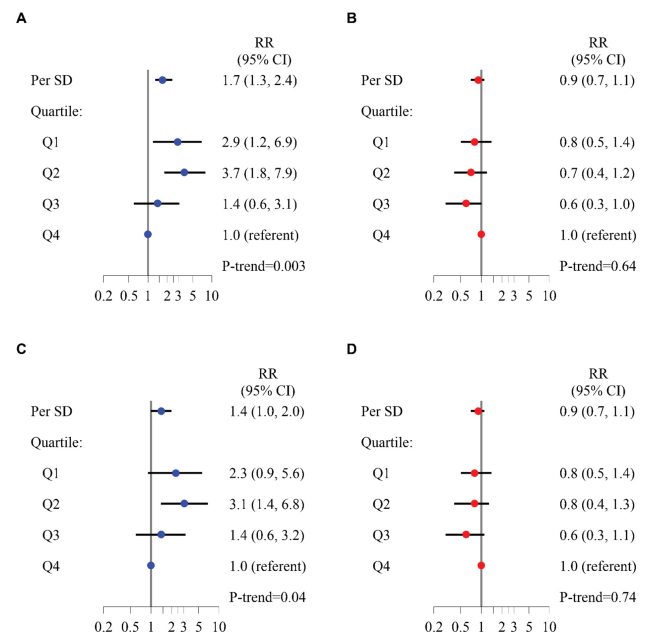 A
RR
(95% CI)
Per SD 1.7 (1.3, 2.4)
Quartile:
Q1 2.9 (1.2, 6.9)
Q2 3.7 (1.8, 7.9)
Q3 1.4 (0.6, 3.1)
Q4 1.0 (referent)
P-trend=0.003
0.2 0.5 1 2 3 5 10
B
RR
(95% CI)
Per SD 0.9 (0.7, 1.1)
Quartile:
Q1 0.8 (0.5, 1.4)
Q2 0.7 (0.4, 1.2)
Q3 0.6 (0.3, 1.0)
Q4 1.0 (referent)
P-trend=0.64
0.2 0.5 1 2 3 5 10
C
RR
(95% CI)
Per SD 1.4 (1.0, 2.0)
Quartile:
Q1 2.3 (0.9, 5.6)
Q2 3.1 (1.4, 6.8)
Q3 1.4 (0.6, 3.2)
Q4 1.0 (referent)
P-trend=0.04
0.2 0.5 1 2 3 5 10
D
RR
(95% CI)
Per SD 0.9 (0.7, 1.1)
Quartile:
Q1 0.8 (0.5, 1.4)
Q2 0.8 (0.4, 1.3)
Q3 0.6 (0.3, 1.1)
Q4 1.0 (referent)
P-trend=0.74
0.2 0.5 1 2 3 5 10